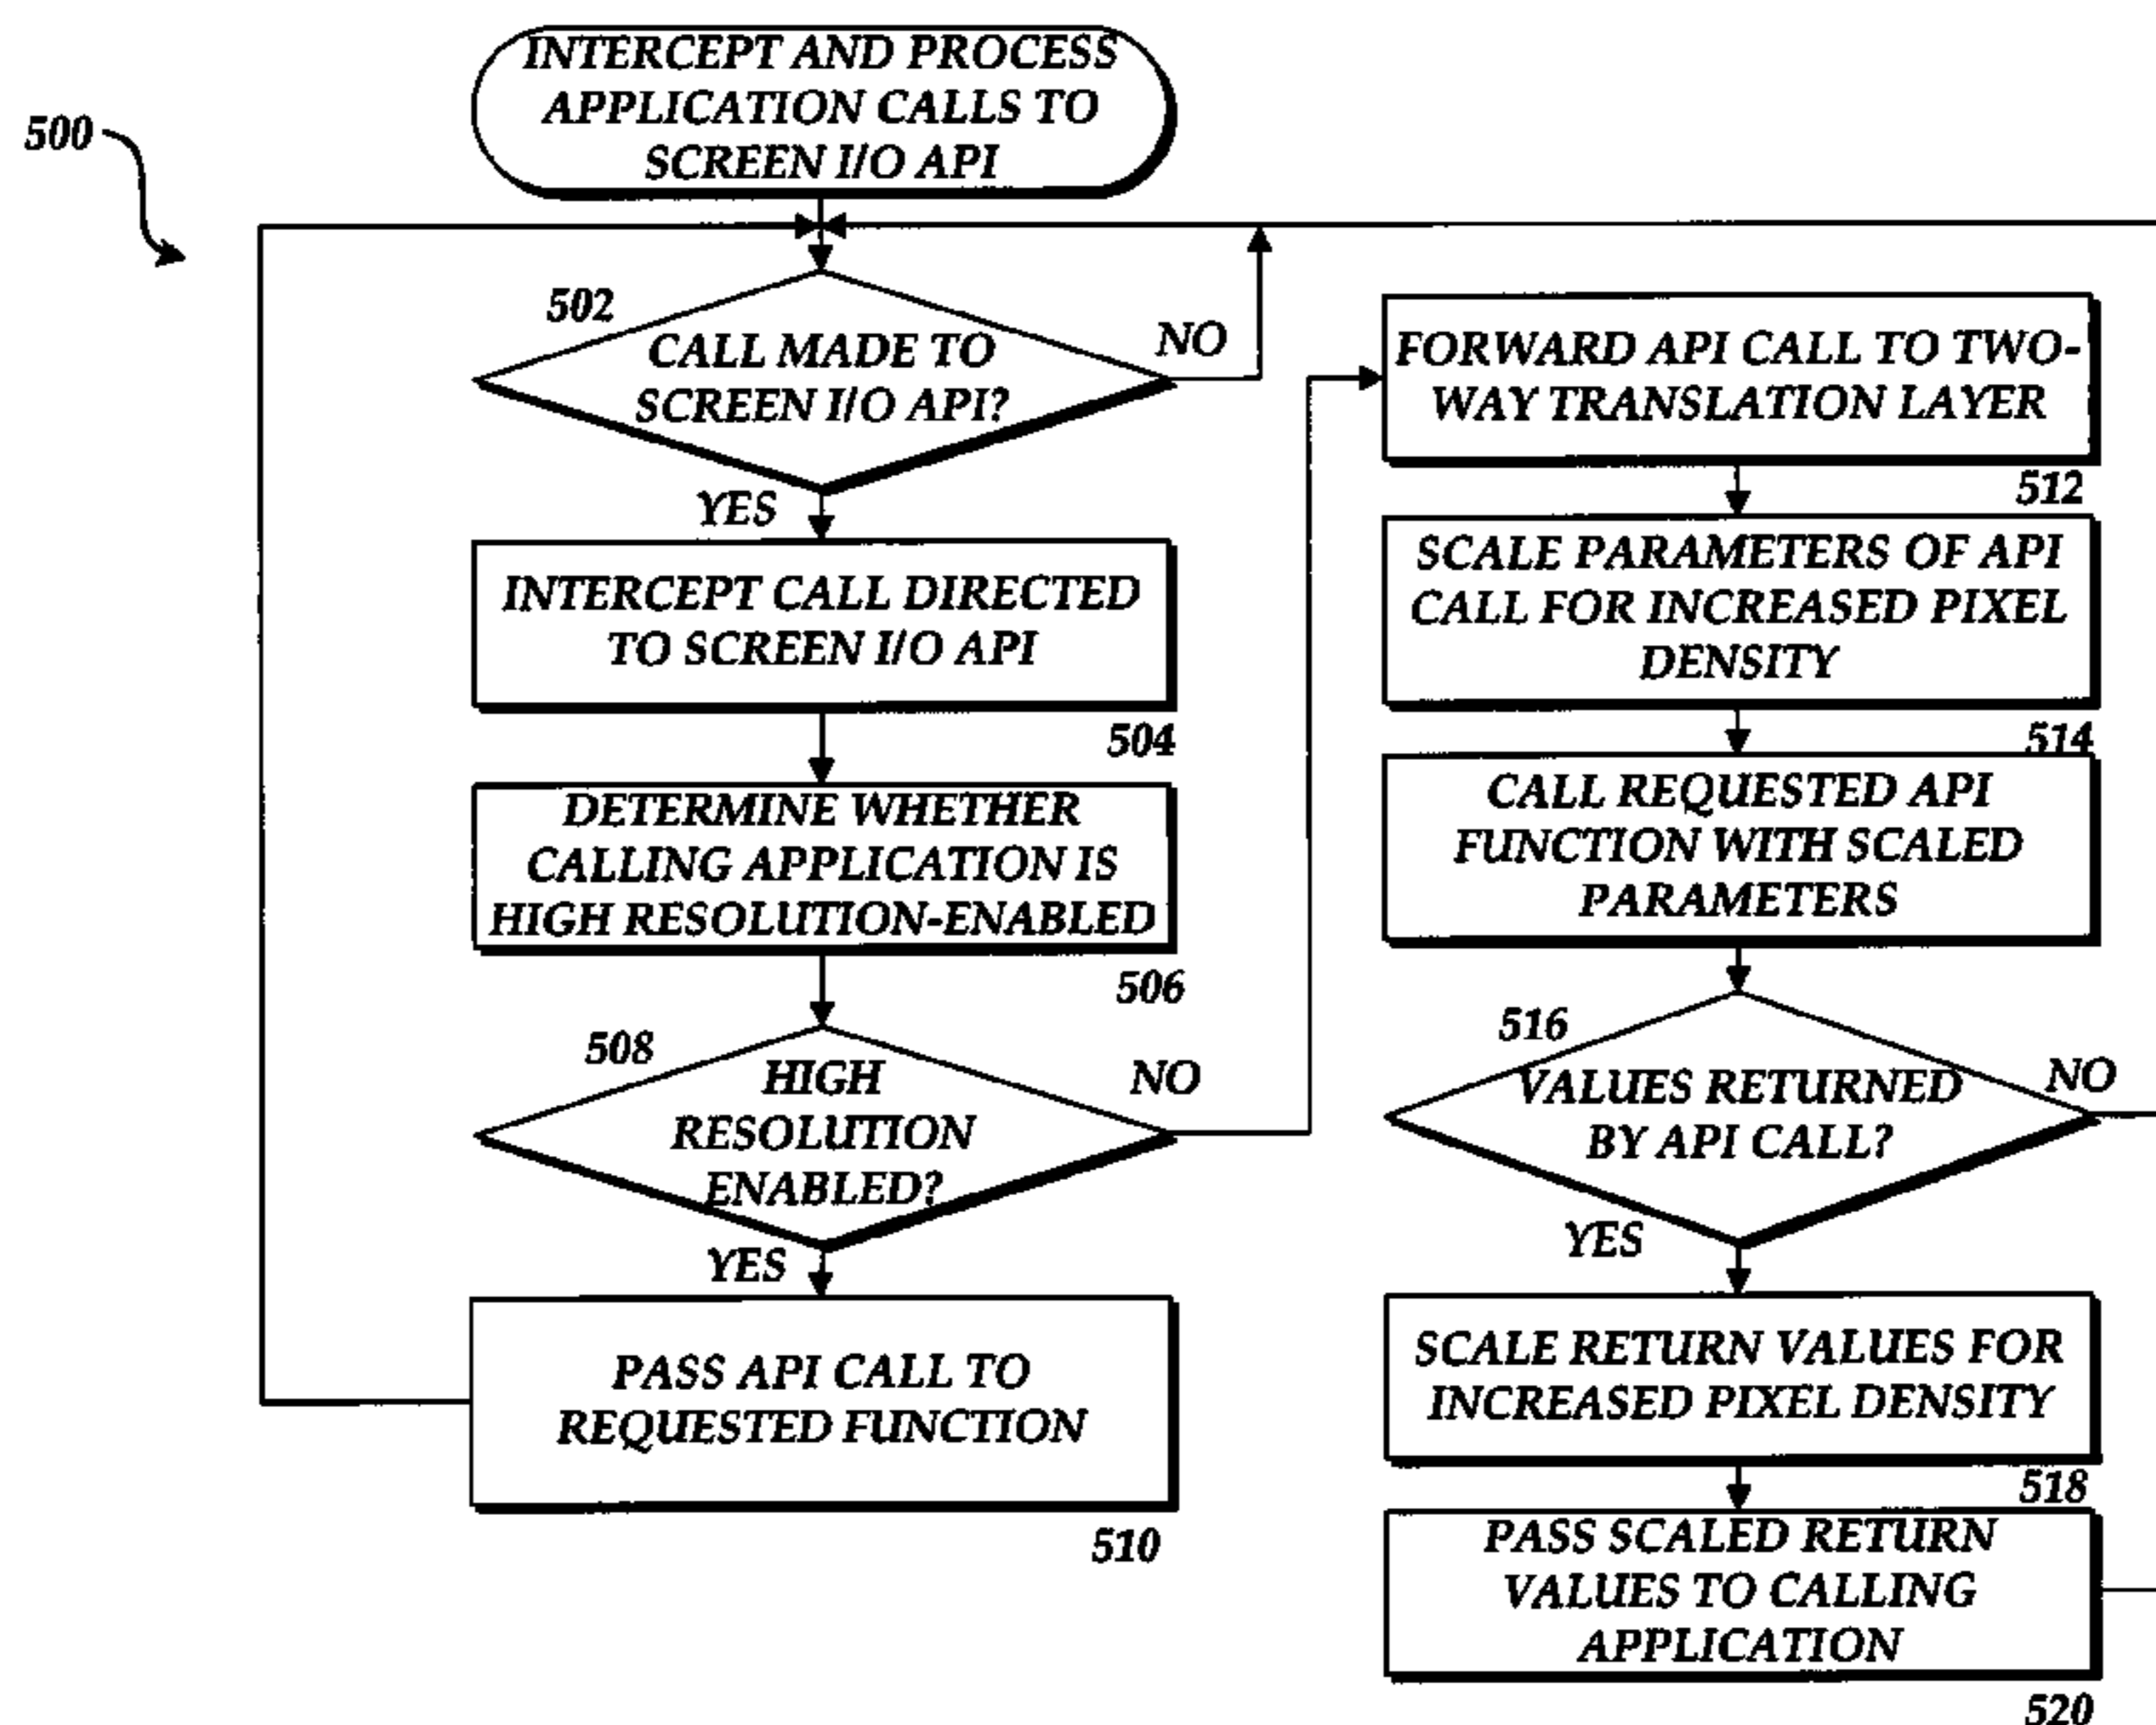 INTERCEPT AND PROCESS
APPLICATION CALLS TO
SCREEN I/O API
500
502
CALL MADE TO
SCREEN I/O API?
NO
YES
INTERCEPT CALL DIRECTED
TO SCREEN I/O API
504
DETERMINE WHETHER
CALLING APPLICATION IS
HIGH RESOLUTION-ENABLED
506
508
HIGH
RESOLUTION
ENABLED?
NO
YES
PASS API CALL TO
REQUESTED FUNCTION
510
FORWARD API CALL TO TWO-
WAY TRANSLATION LAYER
512
SCALE PARAMETERS OF API
CALL FOR INCREASED PIXEL
DENSITY
514
CALL REQUESTED API
FUNCTION WITH SCALED
PARAMETERS
516
VALUES RETURNED
BY API CALL?
NO
YES
SCALE RETURN VALUES FOR
INCREASED PIXEL DENSITY
518
PASS SCALED RETURN
VALUES TO CALLING
APPLICATION
520